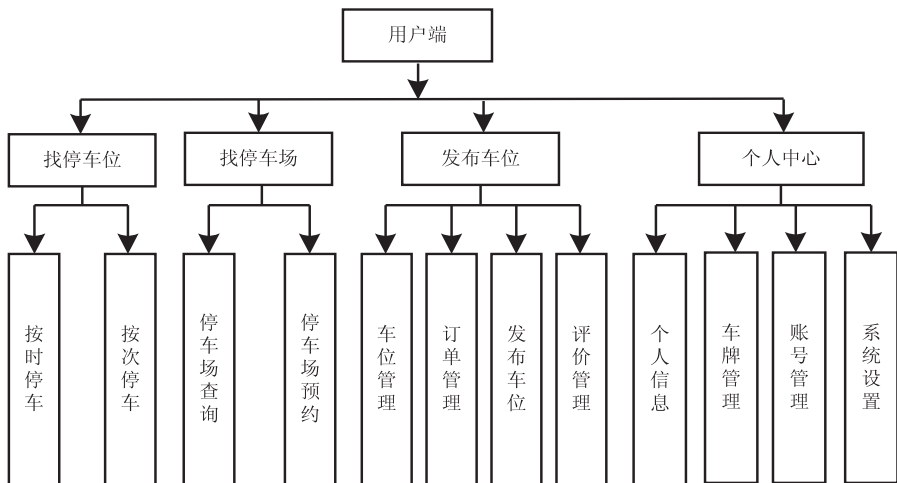 用户端
找停车位
找停车场
发布车位
个人中心
按时停车
按次停车
停车场查询
停车场预约
车位管理
订单管理
发布车位
评价管理
个人信息
车牌管理
账号管理
系统设置